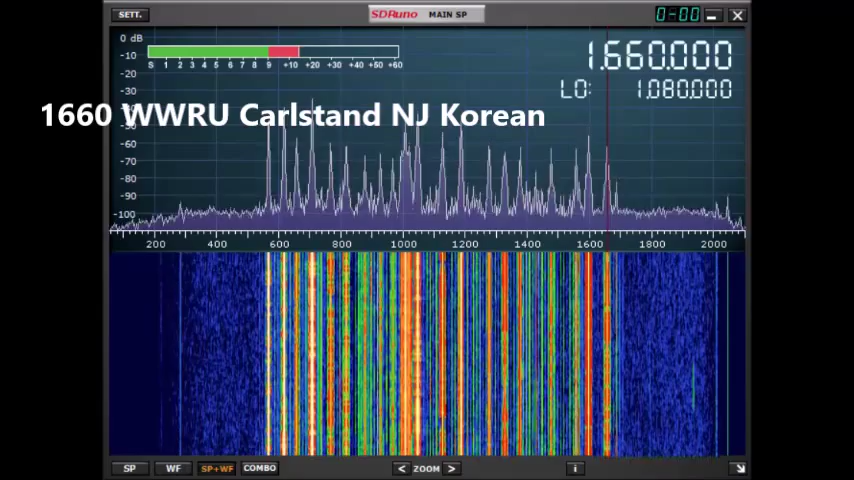 SETT.
SDRuno MAIN SP
0-00
0 dB
-10
-20
-30
-50
-60
-70
-80
-90
-100
S 1 2 3 4 5 6 7 8 9 +10 +20 +30 +40 +50 +60
1.660.000
LO: 1.080.000
1660 WWRU Carlstand NJ Korean
200 400 600 800 1000 1200 1400 1600 1800 2000
SP WF SP+WF COMBO < ZOOM > i